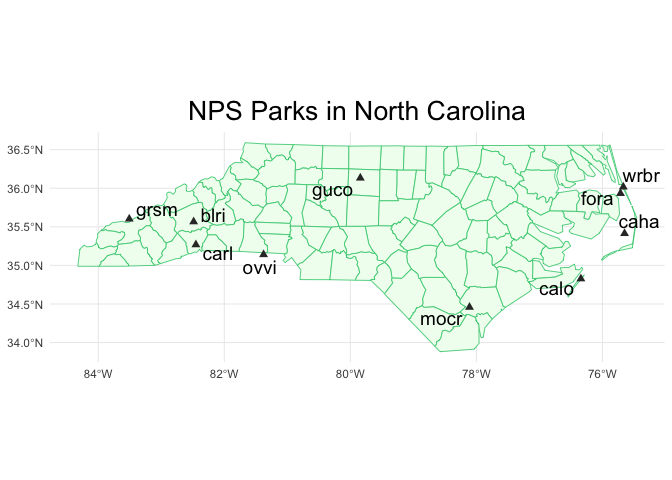 NPS Parks in North Carolina
36.5°N
wrbr
36.0°N
guco
fora
grsm
blri
35.5°N
caha
carl
35.0°N
ovvi
calo
34.5°N
mocr
34.0°N
84°W
82°W
80°W
78°W
76°W